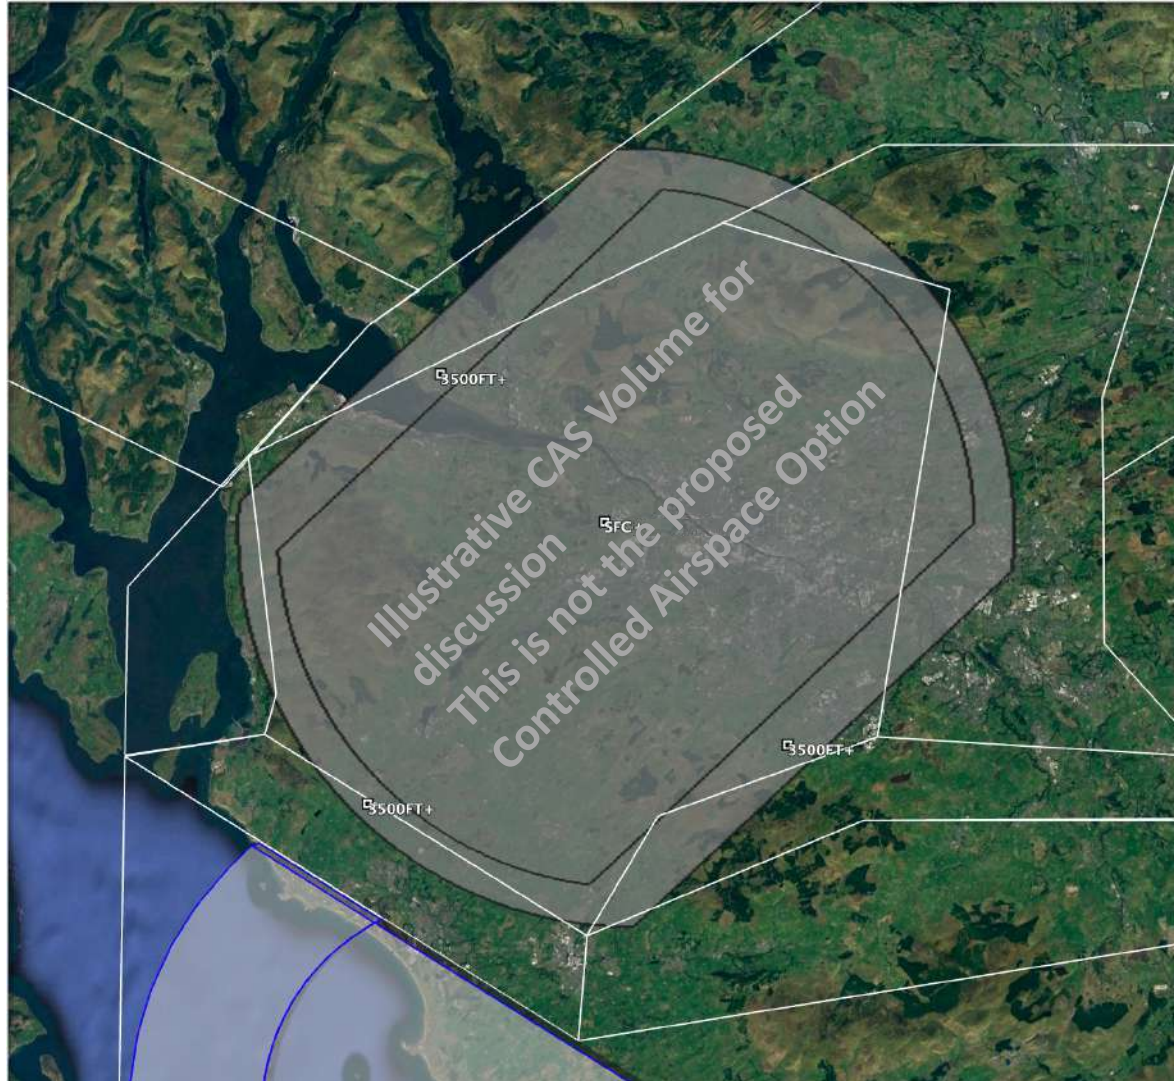 3500FT+
Illustrative CAS Volume for
discussion
This is not the proposed
Controlled Airspace Option
SFC+
3500FT+
3500FT+